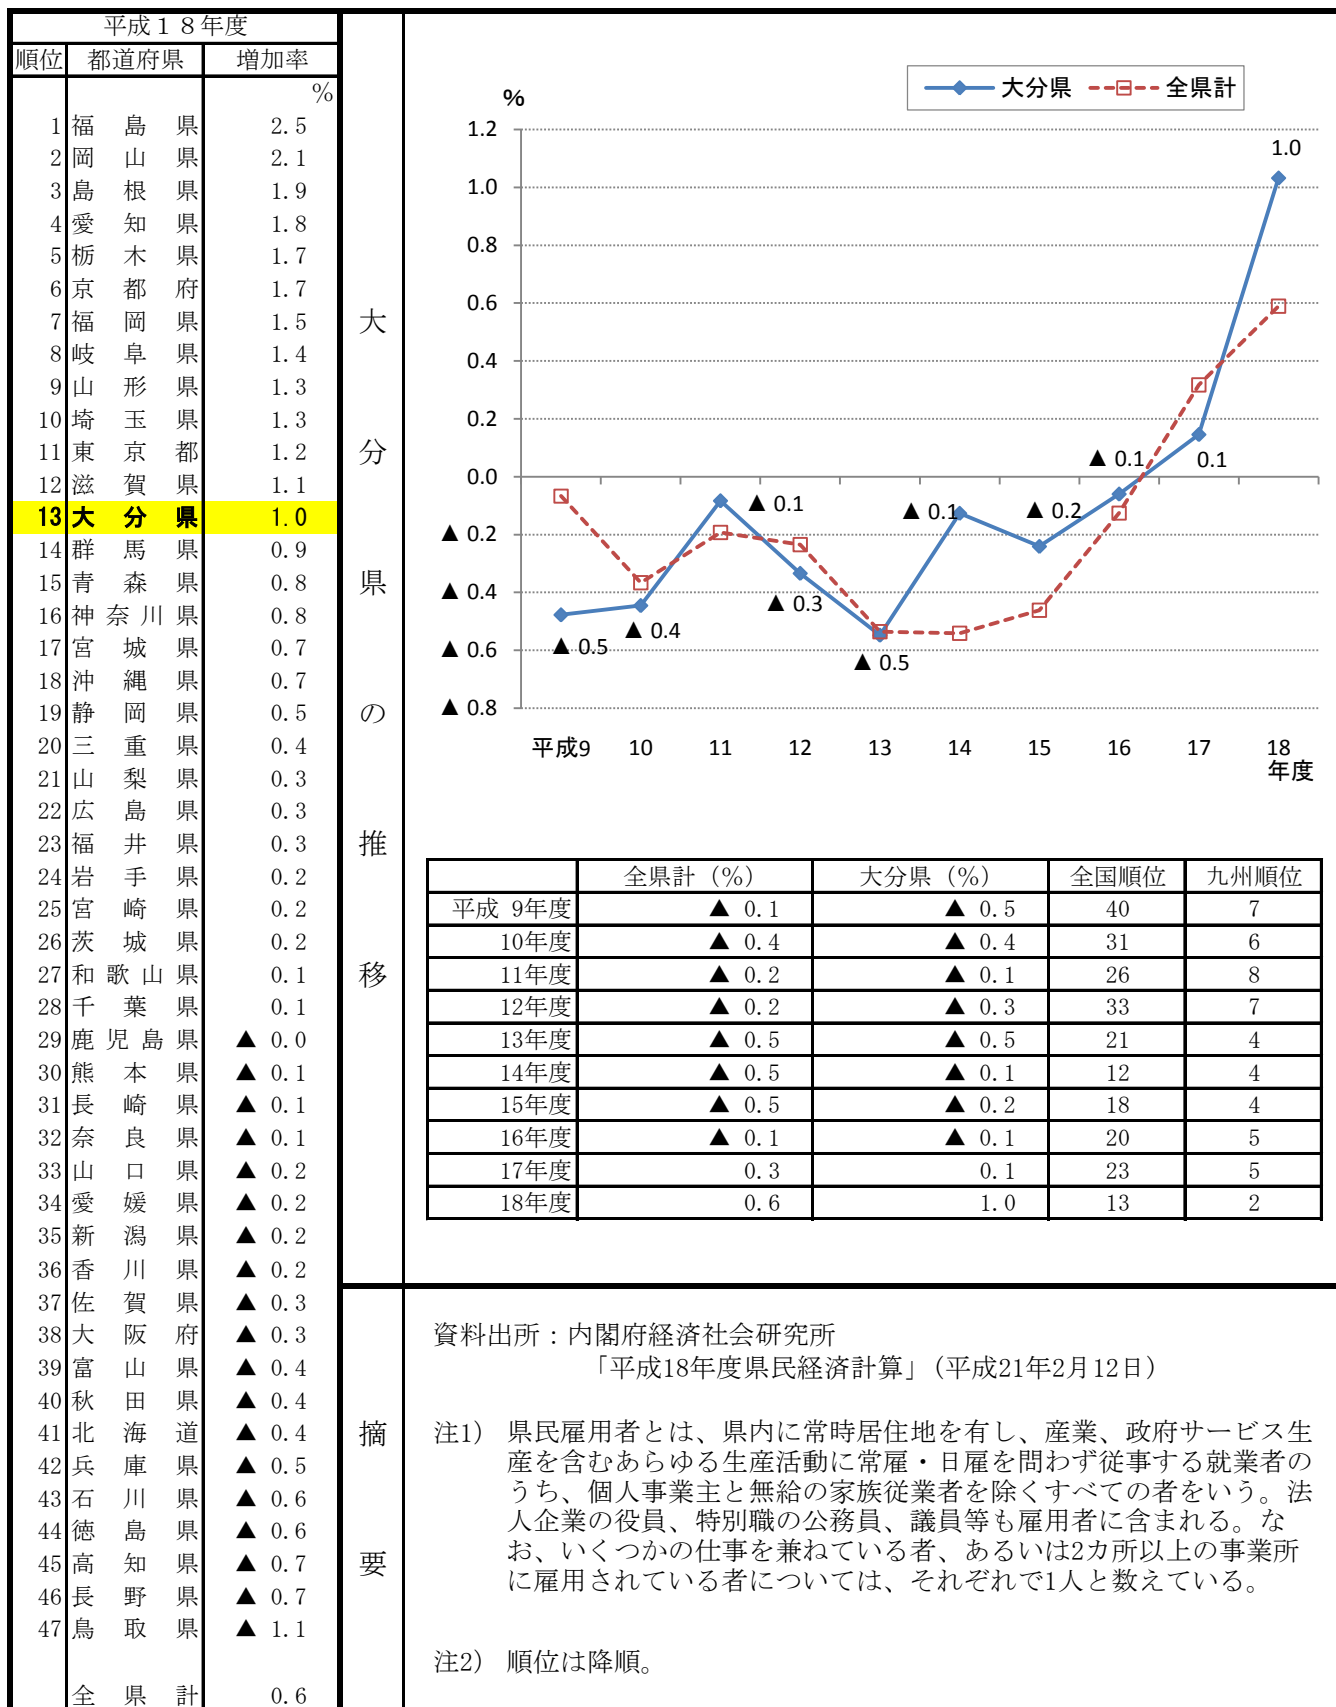 平成１８年度
順位 都道府県 増加率
%
1 福島県 2.5
2 岡山県 2.1
3 島根県 1.9
4 愛知県 1.8
5 栃木県 1.7
6 京都府 1.7
7 福岡県 1.5
8 岐阜県 1.4
9 山形県 1.3
10 埼玉県 1.3
11 東京都 1.2
12 滋賀県 1.1
13 大分県 1.0
14 群馬県 0.9
15 青森県 0.8
16 神奈川県 0.8
17 宮城県 0.7
18 沖縄県 0.7
19 静岡県 0.5
20 三重県 0.4
21 山梨県 0.3
22 広島県 0.3
23 福井県 0.3
24 岩手県 0.2
25 宮崎県 0.2
26 茨城県 0.2
27 和歌山県 0.1
28 千葉県 0.1
29 鹿児島県 ▲ 0.0
30 熊本県 ▲ 0.1
31 長崎県 ▲ 0.1
32 奈良県 ▲ 0.1
33 山口県 ▲ 0.2
34 愛媛県 ▲ 0.2
35 新潟県 ▲ 0.2
36 香川県 ▲ 0.2
37 佐賀県 ▲ 0.3
38 大阪府 ▲ 0.3
39 富山県 ▲ 0.4
40 秋田県 ▲ 0.4
41 北海道 ▲ 0.4
42 兵庫県 ▲ 0.5
43 石川県 ▲ 0.6
44 徳島県 ▲ 0.6
45 高知県 ▲ 0.7
46 長野県 ▲ 0.7
47 鳥取県 ▲ 1.1
全県計 0.6
大分県の推移
大分県 全県計
%
1.2
1.0
0.8
0.6
0.4
0.2
0.0
▲ 0.2
▲ 0.4
▲ 0.6
▲ 0.8
▲ 0.5
▲ 0.4
▲ 0.1
▲ 0.3
▲ 0.5
▲ 0.1
▲ 0.2
▲ 0.1
0.1
1.0
平成9 10 11 12 13 14 15 16 17 18
年度
全県計（%） 大分県（%） 全国順位 九州順位
平成 9年度 ▲ 0.1 ▲ 0.5 40 7
10年度 ▲ 0.4 ▲ 0.4 31 6
11年度 ▲ 0.2 ▲ 0.1 26 8
12年度 ▲ 0.2 ▲ 0.3 33 7
13年度 ▲ 0.5 ▲ 0.5 21 4
14年度 ▲ 0.5 ▲ 0.1 12 4
15年度 ▲ 0.5 ▲ 0.2 18 4
16年度 ▲ 0.1 ▲ 0.1 20 5
17年度 0.3 0.1 23 5
18年度 0.6 1.0 13 2
摘要
資料出所：内閣府経済社会研究所
「平成18年度県民経済計算」（平成21年2月12日）
注1） 県民雇用者とは、県内に常時居住地を有し、産業、政府サービス生
産を含むあらゆる生産活動に常雇・日雇を問わず従事する就業者の
うち、個人事業主と無給の家族従業者を除くすべての者をいう。法
人企業の役員、特別職の公務員、議員等も雇用者に含まれる。な
お、いくつかの仕事を兼ねている者、あるいは2カ所以上の事業所
に雇用されている者については、それぞれで1人と数えている。
注2） 順位は降順。